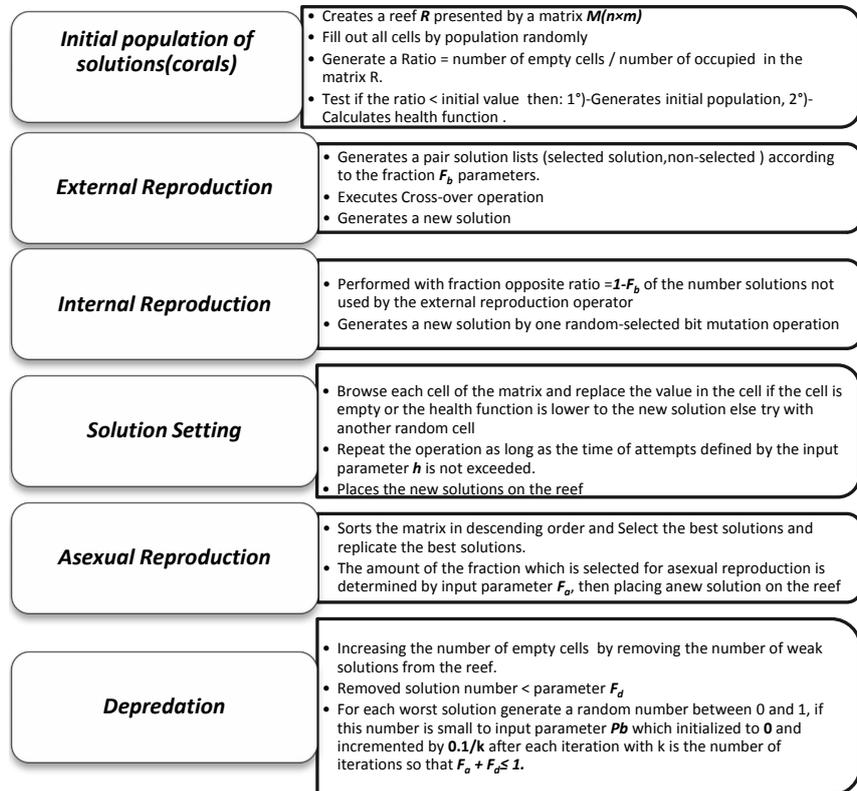 Initial population of
solutions(corals)
• Creates a reef R presented by a matrix M(n×m)
• Fill out all cells by population randomly
• Generate a Ratio = number of empty cells / number of occupied in the
matrix R.
• Test if the ratio < initial value then: 1°)-Generates initial population, 2°)-
Calculates health function .
External Reproduction
• Generates a pair solution lists (selected solution,non-selected ) according
to the fraction F_b parameters.
• Executes Cross-over operation
• Generates a new solution
Internal Reproduction
• Performed with fraction opposite ratio =1-F_b of the number solutions not
used by the external reproduction operator
• Generates a new solution by one random-selected bit mutation operation
Solution Setting
• Browse each cell of the matrix and replace the value in the cell if the cell is
empty or the health function is lower to the new solution else try with
another random cell
• Repeat the operation as long as the time of attempts defined by the input
parameter h is not exceeded.
• Places the new solutions on the reef
Asexual Reproduction
• Sorts the matrix in descending order and Select the best solutions and
replicate the best solutions.
• The amount of the fraction which is selected for asexual reproduction is
determined by input parameter F_a, then placing anew solution on the reef
Depredation
• Increasing the number of empty cells by removing the number of weak
solutions from the reef.
• Removed solution number < parameter F_d
• For each worst solution generate a random number between 0 and 1, if
this number is small to input parameter Pb which initialized to 0 and
incremented by 0.1/k after each iteration with k is the number of
iterations so that F_a + F_d≤ 1.